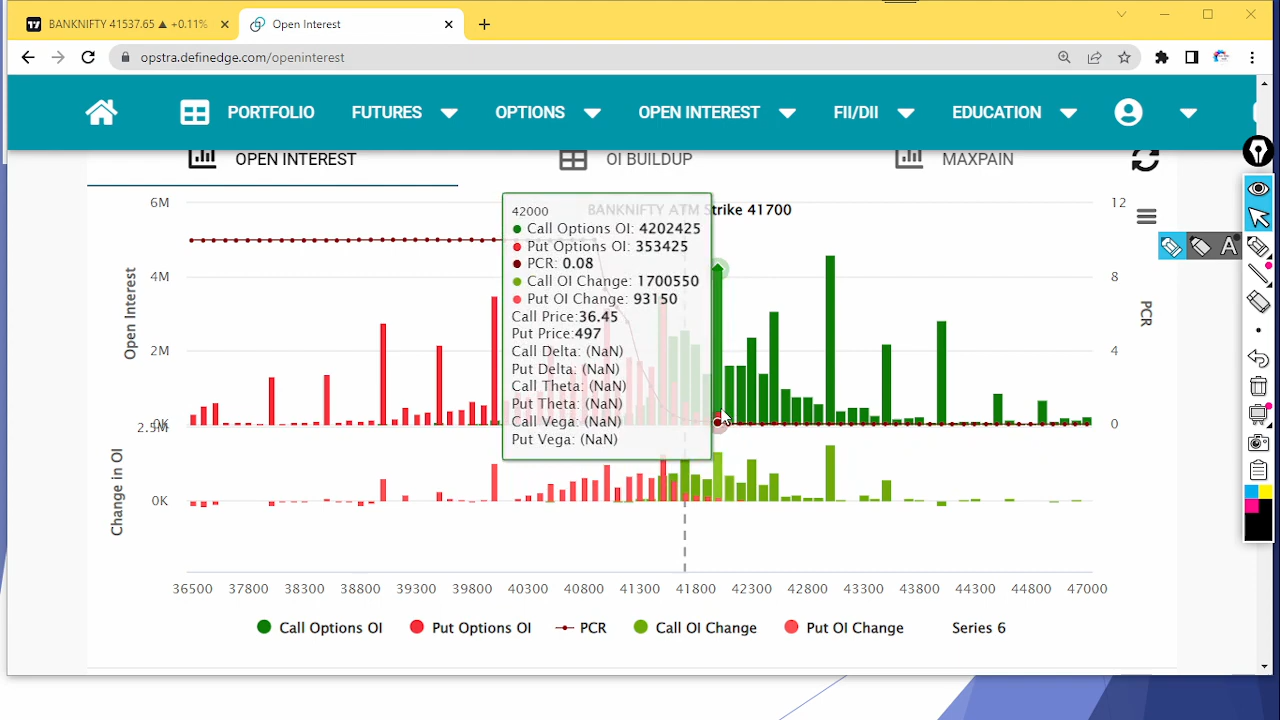 BANKNIFTY 41537.65 ▲ +0.11%
Open Interest
opstra.definedge.com/openinterest
PORTFOLIO FUTURES OPTIONS OPEN INTEREST FII/DII EDUCATION
OPEN INTEREST OI BUILDUP MAXPAIN
BANKNIFTY ATM Strike 41700
6M 12
4M 8
2M 4
0K 0
Open Interest
PCR
42000
Call Options OI: 4202425
Put Options OI: 353425
PCR: 0.08
Call OI Change: 1700550
Put OI Change: 93150
Call Price:36.45
Put Price:497
Call Delta: (NaN)
Put Delta: (NaN)
Call Theta: (NaN)
Put Theta: (NaN)
Call Vega: (NaN)
Put Vega: (NaN)
2.5M
0K
Change in OI
36500 37800 38300 38800 39300 39800 40300 40800 41300 41800 42300 42800 43300 43800 44300 44800 47000
Call Options OI Put Options OI PCR Call OI Change Put OI Change Series 6
A